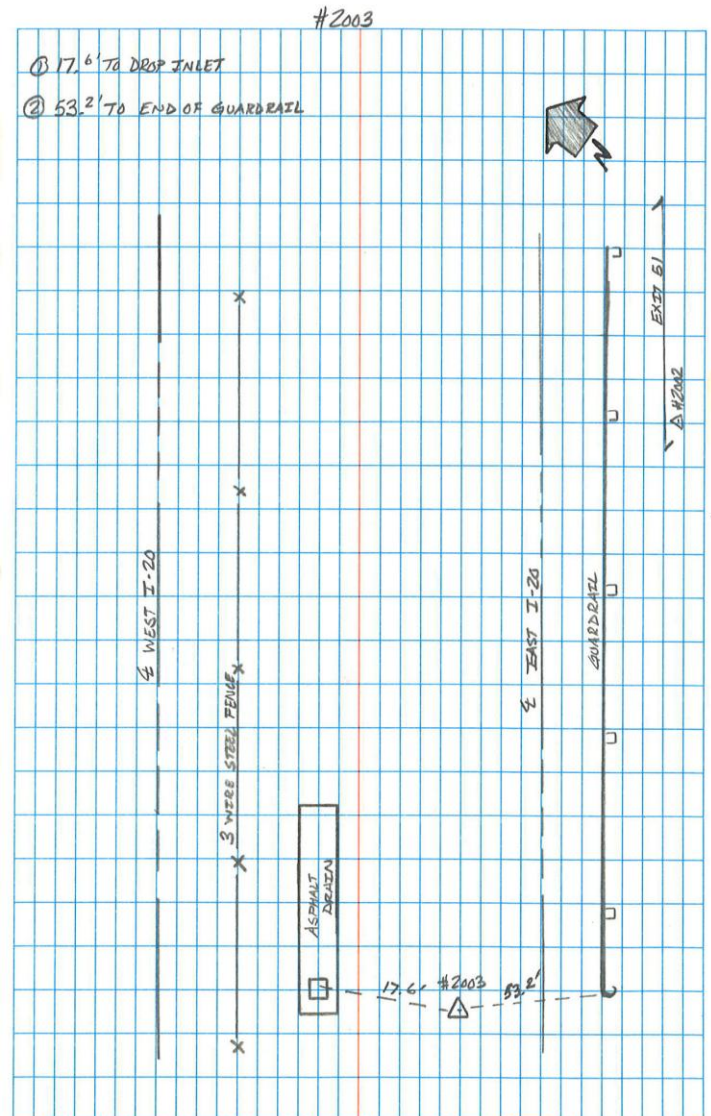 #2003
① 17.6' TO DROP INLET
② 53.2' TO END OF GUARDRAIL
N
EXIT 51
△ #2002
℄ WEST I-20
3 WIRE STEEL FENCE
℄ EAST I-20
GUARDRAIL
ASPHALT
DRAIN
17.6' #2003 53.2'